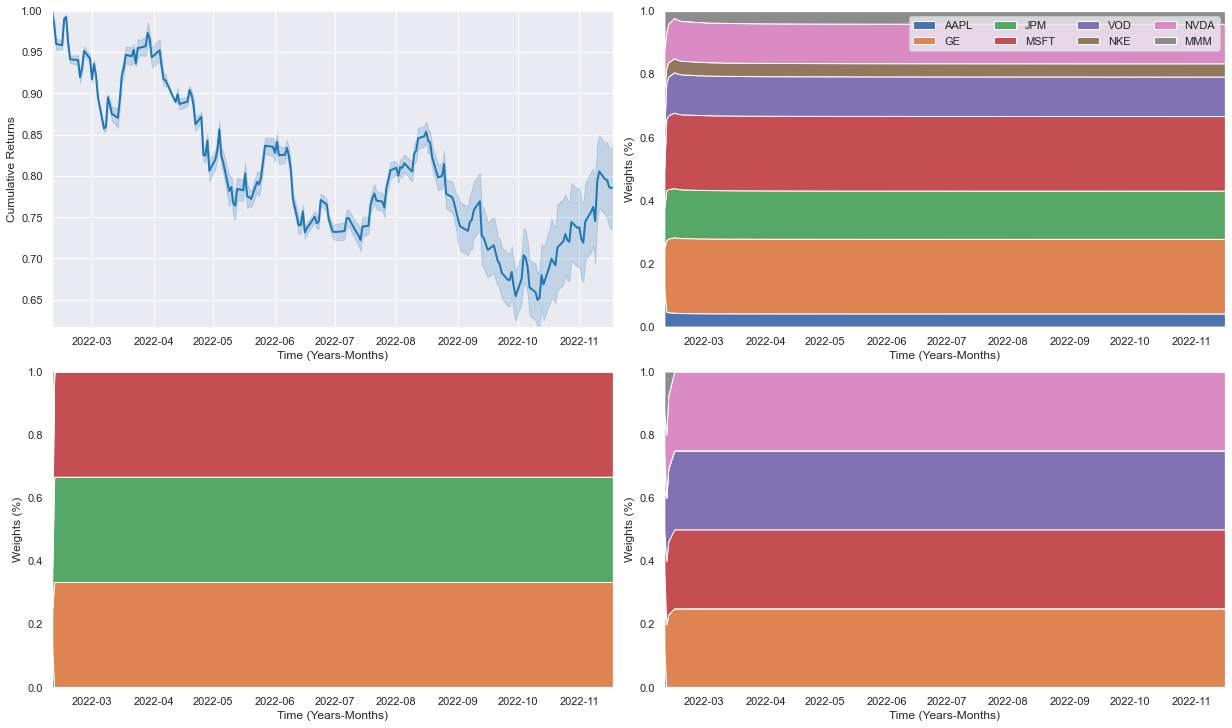 1.00
0.95
0.90
0.85
0.80
0.75
0.70
0.65
Cumulative Returns
2022-03 2022-04 2022-05 2022-06 2022-07 2022-08 2022-09 2022-10 2022-11
Time (Years-Months)
1.0
0.8
0.6
0.4
0.2
0.0
Weights (%)
AAPL JPM VOD NVDA
GE MSFT NKE MMM
2022-03 2022-04 2022-05 2022-06 2022-07 2022-08 2022-09 2022-10 2022-11
Time (Years-Months)
1.0
0.8
0.6
0.4
0.2
0.0
Weights (%)
2022-03 2022-04 2022-05 2022-06 2022-07 2022-08 2022-09 2022-10 2022-11
Time (Years-Months)
1.0
0.8
0.6
0.4
0.2
0.0
Weights (%)
2022-03 2022-04 2022-05 2022-06 2022-07 2022-08 2022-09 2022-10 2022-11
Time (Years-Months)